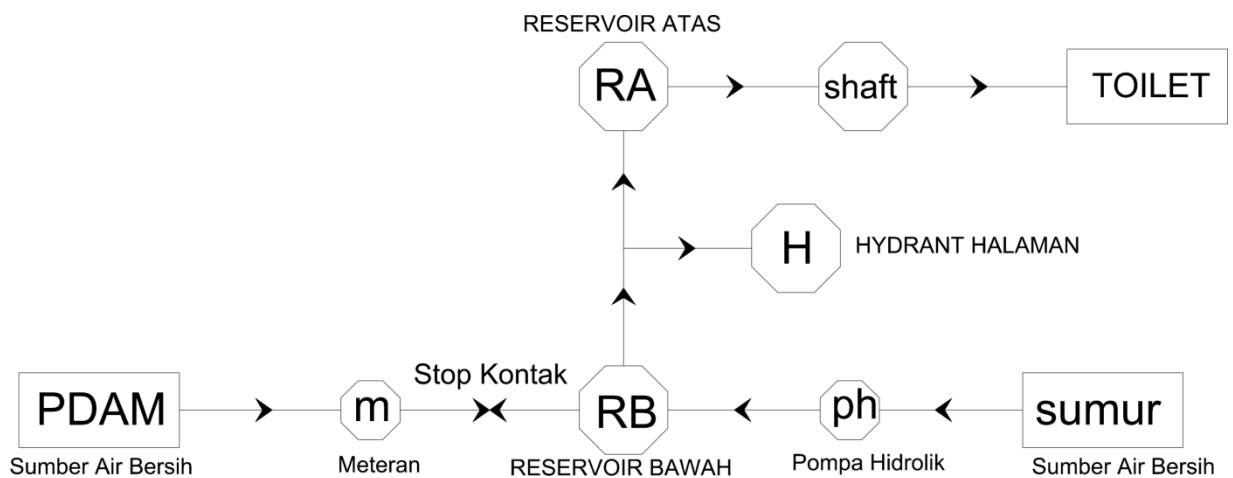 RESERVOIR ATAS
RA
shaft
TOILET
H
HYDRANT HALAMAN
Stop Kontak
PDAM
m
RB
ph
sumur
Sumber Air Bersih
Meteran
RESERVOIR BAWAH
Pompa Hidrolik
Sumber Air Bersih